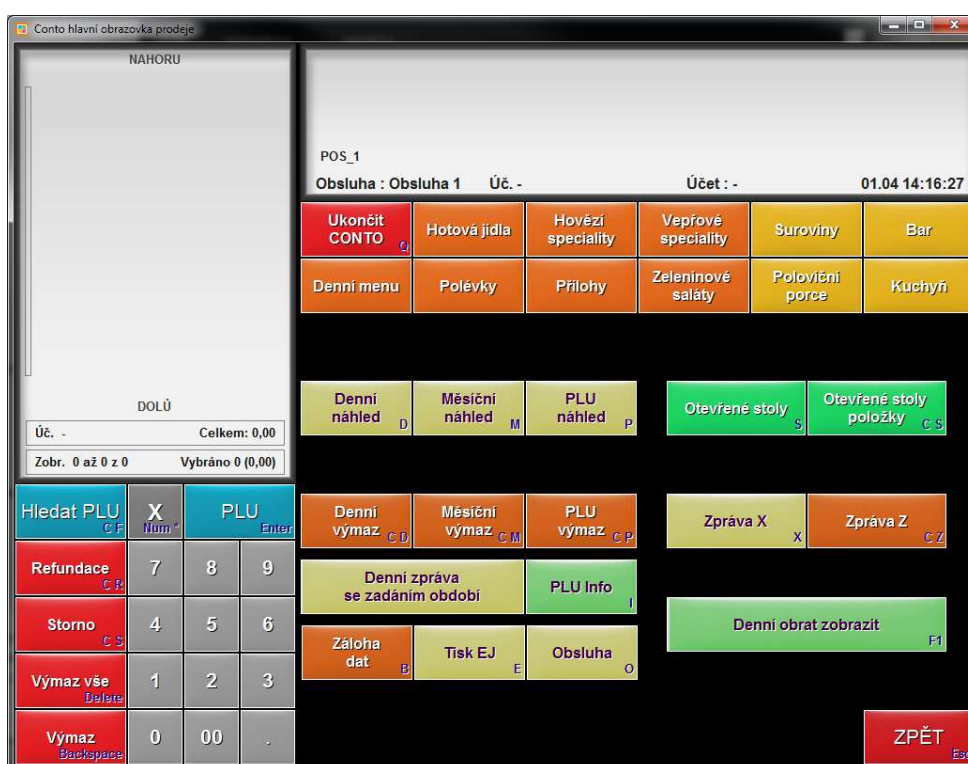 Conto hlavní obrazovka prodeje
NAHORU
DOLŮ
Úč. - Celkem: 0,00
Zobr. 0 až 0 z 0 Vybráno 0 (0,00)
POS_1
Obsluha : Obsluha 1 Úč. - Účet : - 01.04 14:16:27
Ukončit
CONTO Q
Hotová jídla
Hovězí
speciality
Vepřové
speciality
Suroviny
Bar
Denní menu
Polévky
Přílohy
Zeleninové
saláty
Poloviční
porce
Kuchyň
Denní
náhled D
Měsíční
náhled M
PLU
náhled P
Otevřené stoly
S
Otevřené stoly
položky C S
Hledat PLU
C F
X
Num *
PLU
Enter
Denní
výmaz C D
Měsíční
výmaz C M
PLU
výmaz C P
Zpráva X
X
Zpráva Z
C Z
Refundace
C R
7
8
9
Denní zpráva
se zadáním období
PLU Info
I
Storno
C S
4
5
6
Denní obrat zobrazit
F1
Záloha
dat B
Tisk EJ
E
Obsluha
O
Výmaz vše
Delete
1
2
3
Výmaz
Backspace
0
00
.
ZPĚT
Esc